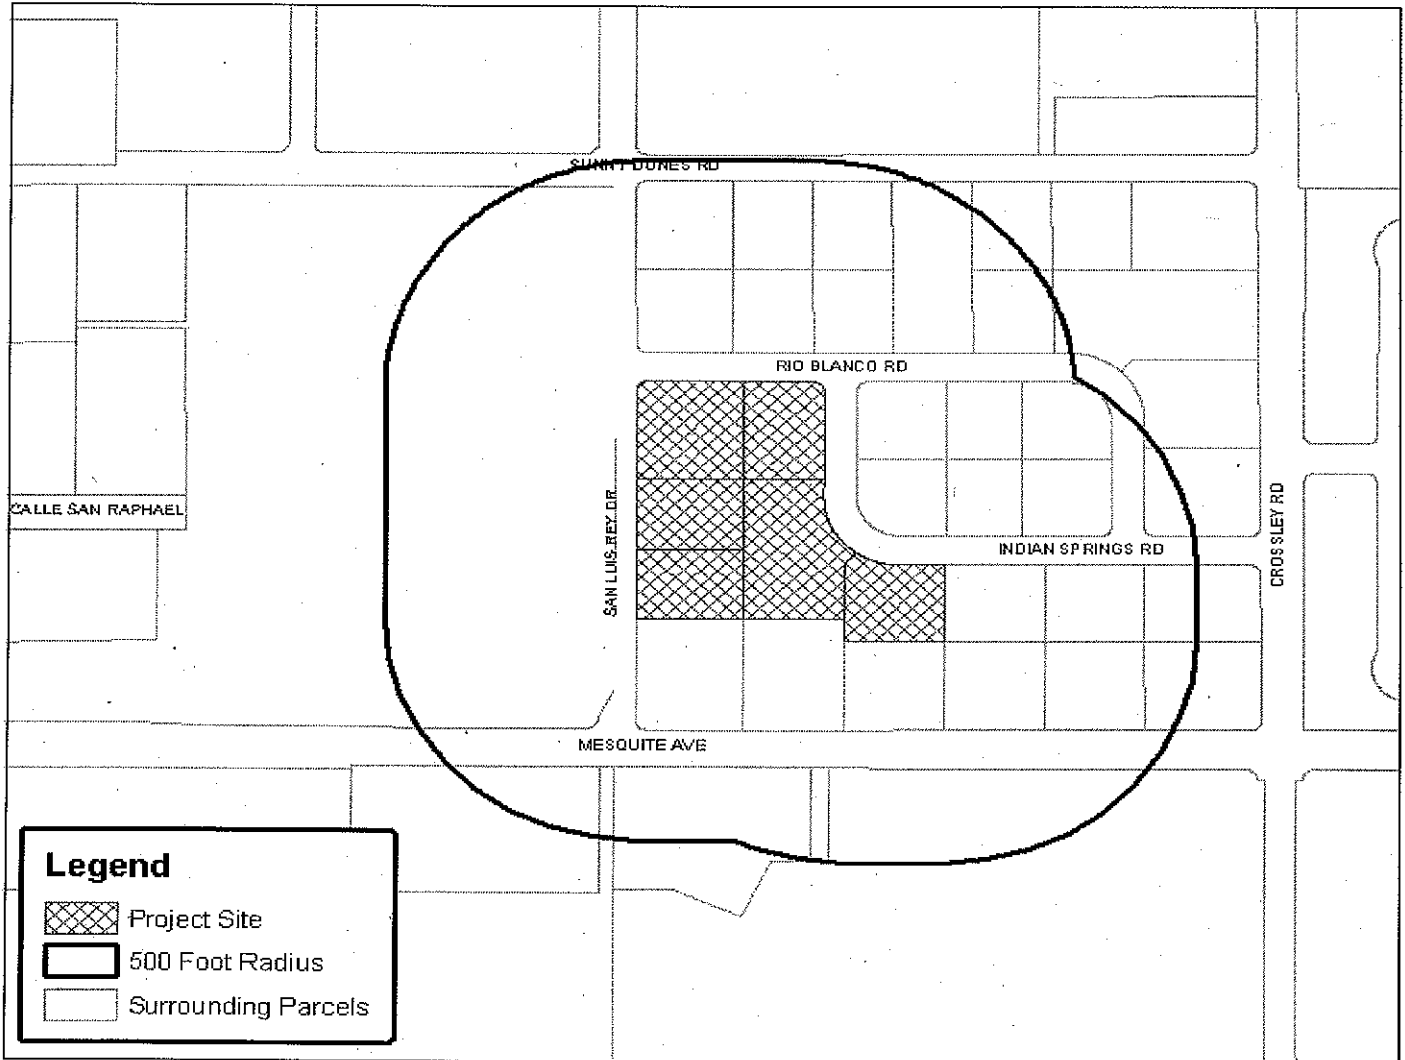 SUNNY DUNES RD
RIO BLANCO RD
CALLE SAN RAPHAEL
SAN LUIS REY DR
INDIAN SPRINGS RD
CROSSLEY RD
MESQUITE AVE
Legend
Project Site
500 Foot Radius
Surrounding Parcels